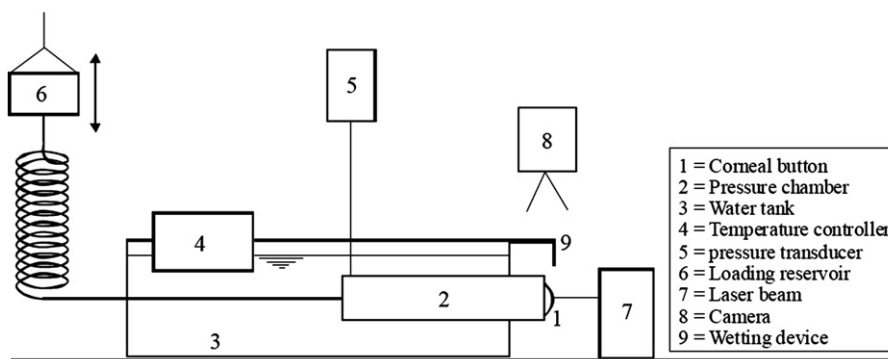 6
5
8
4
9
2
1
7
3
1 = Corneal button
2 = Pressure chamber
3 = Water tank
4 = Temperature controller
5 = pressure transducer
6 = Loading reservoir
7 = Laser beam
8 = Camera
9 = Wetting device